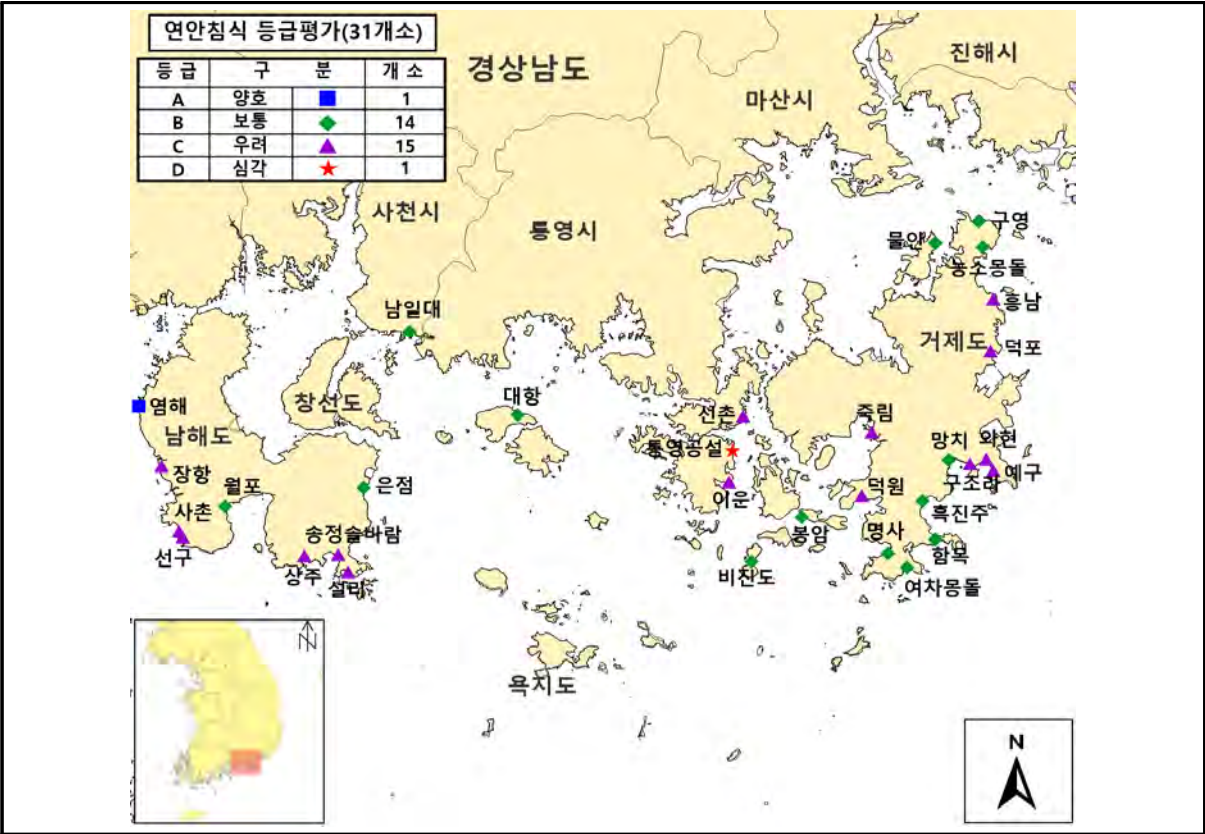 연안침식 등급평가(31개소)
등 급 구 분 개 소
A 양호 1
B 보통 14
C 우려 15
D 심각 1
경상남도
진해시
마산시
사천시
통영시
구영
물안
농소몽돌
흥남
남일대
거제도
덕포
대항
창선도
염해
선촌
죽림
남해도
통영공설
망치 와현
장항
예구
구조라
월포
은점
이운
덕원
사촌
흑진주
봉암
명사
선구
송정솔바람
함목
상주
비진도
설리
여차몽돌
욕지도
N
N